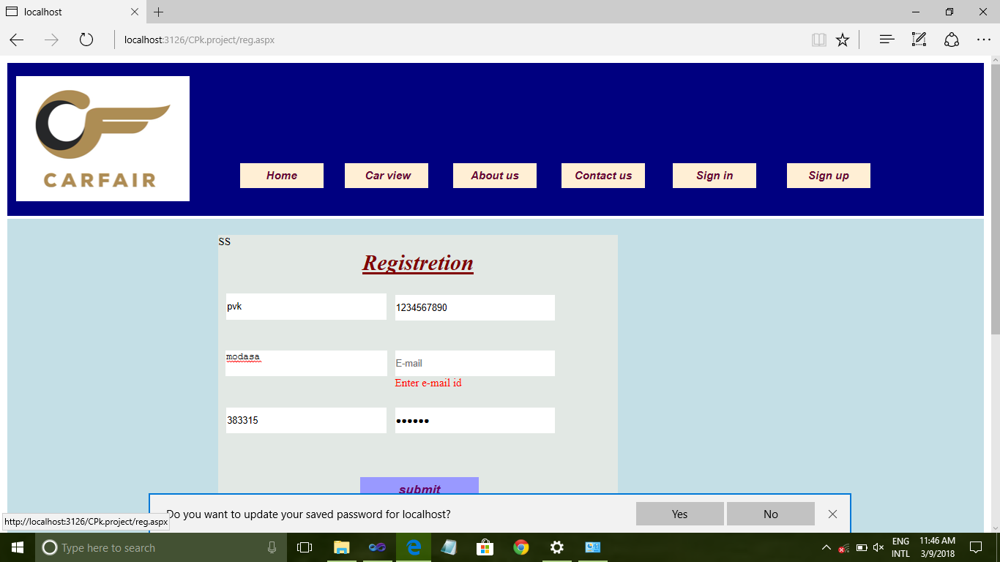 localhost
localhost:3126/CPk.project/reg.aspx
CARFAIR
Home
Car view
About us
Contact us
Sign in
Sign up
SS
Registretion
pvk
1234567890
modasa
E-mail
Enter e-mail id
383315
••••••
submit
Do you want to update your saved password for localhost?
Yes
No
http://localhost:3126/CPk.project/reg.aspx
Type here to search
ENG
INTL
11:46 AM
3/9/2018